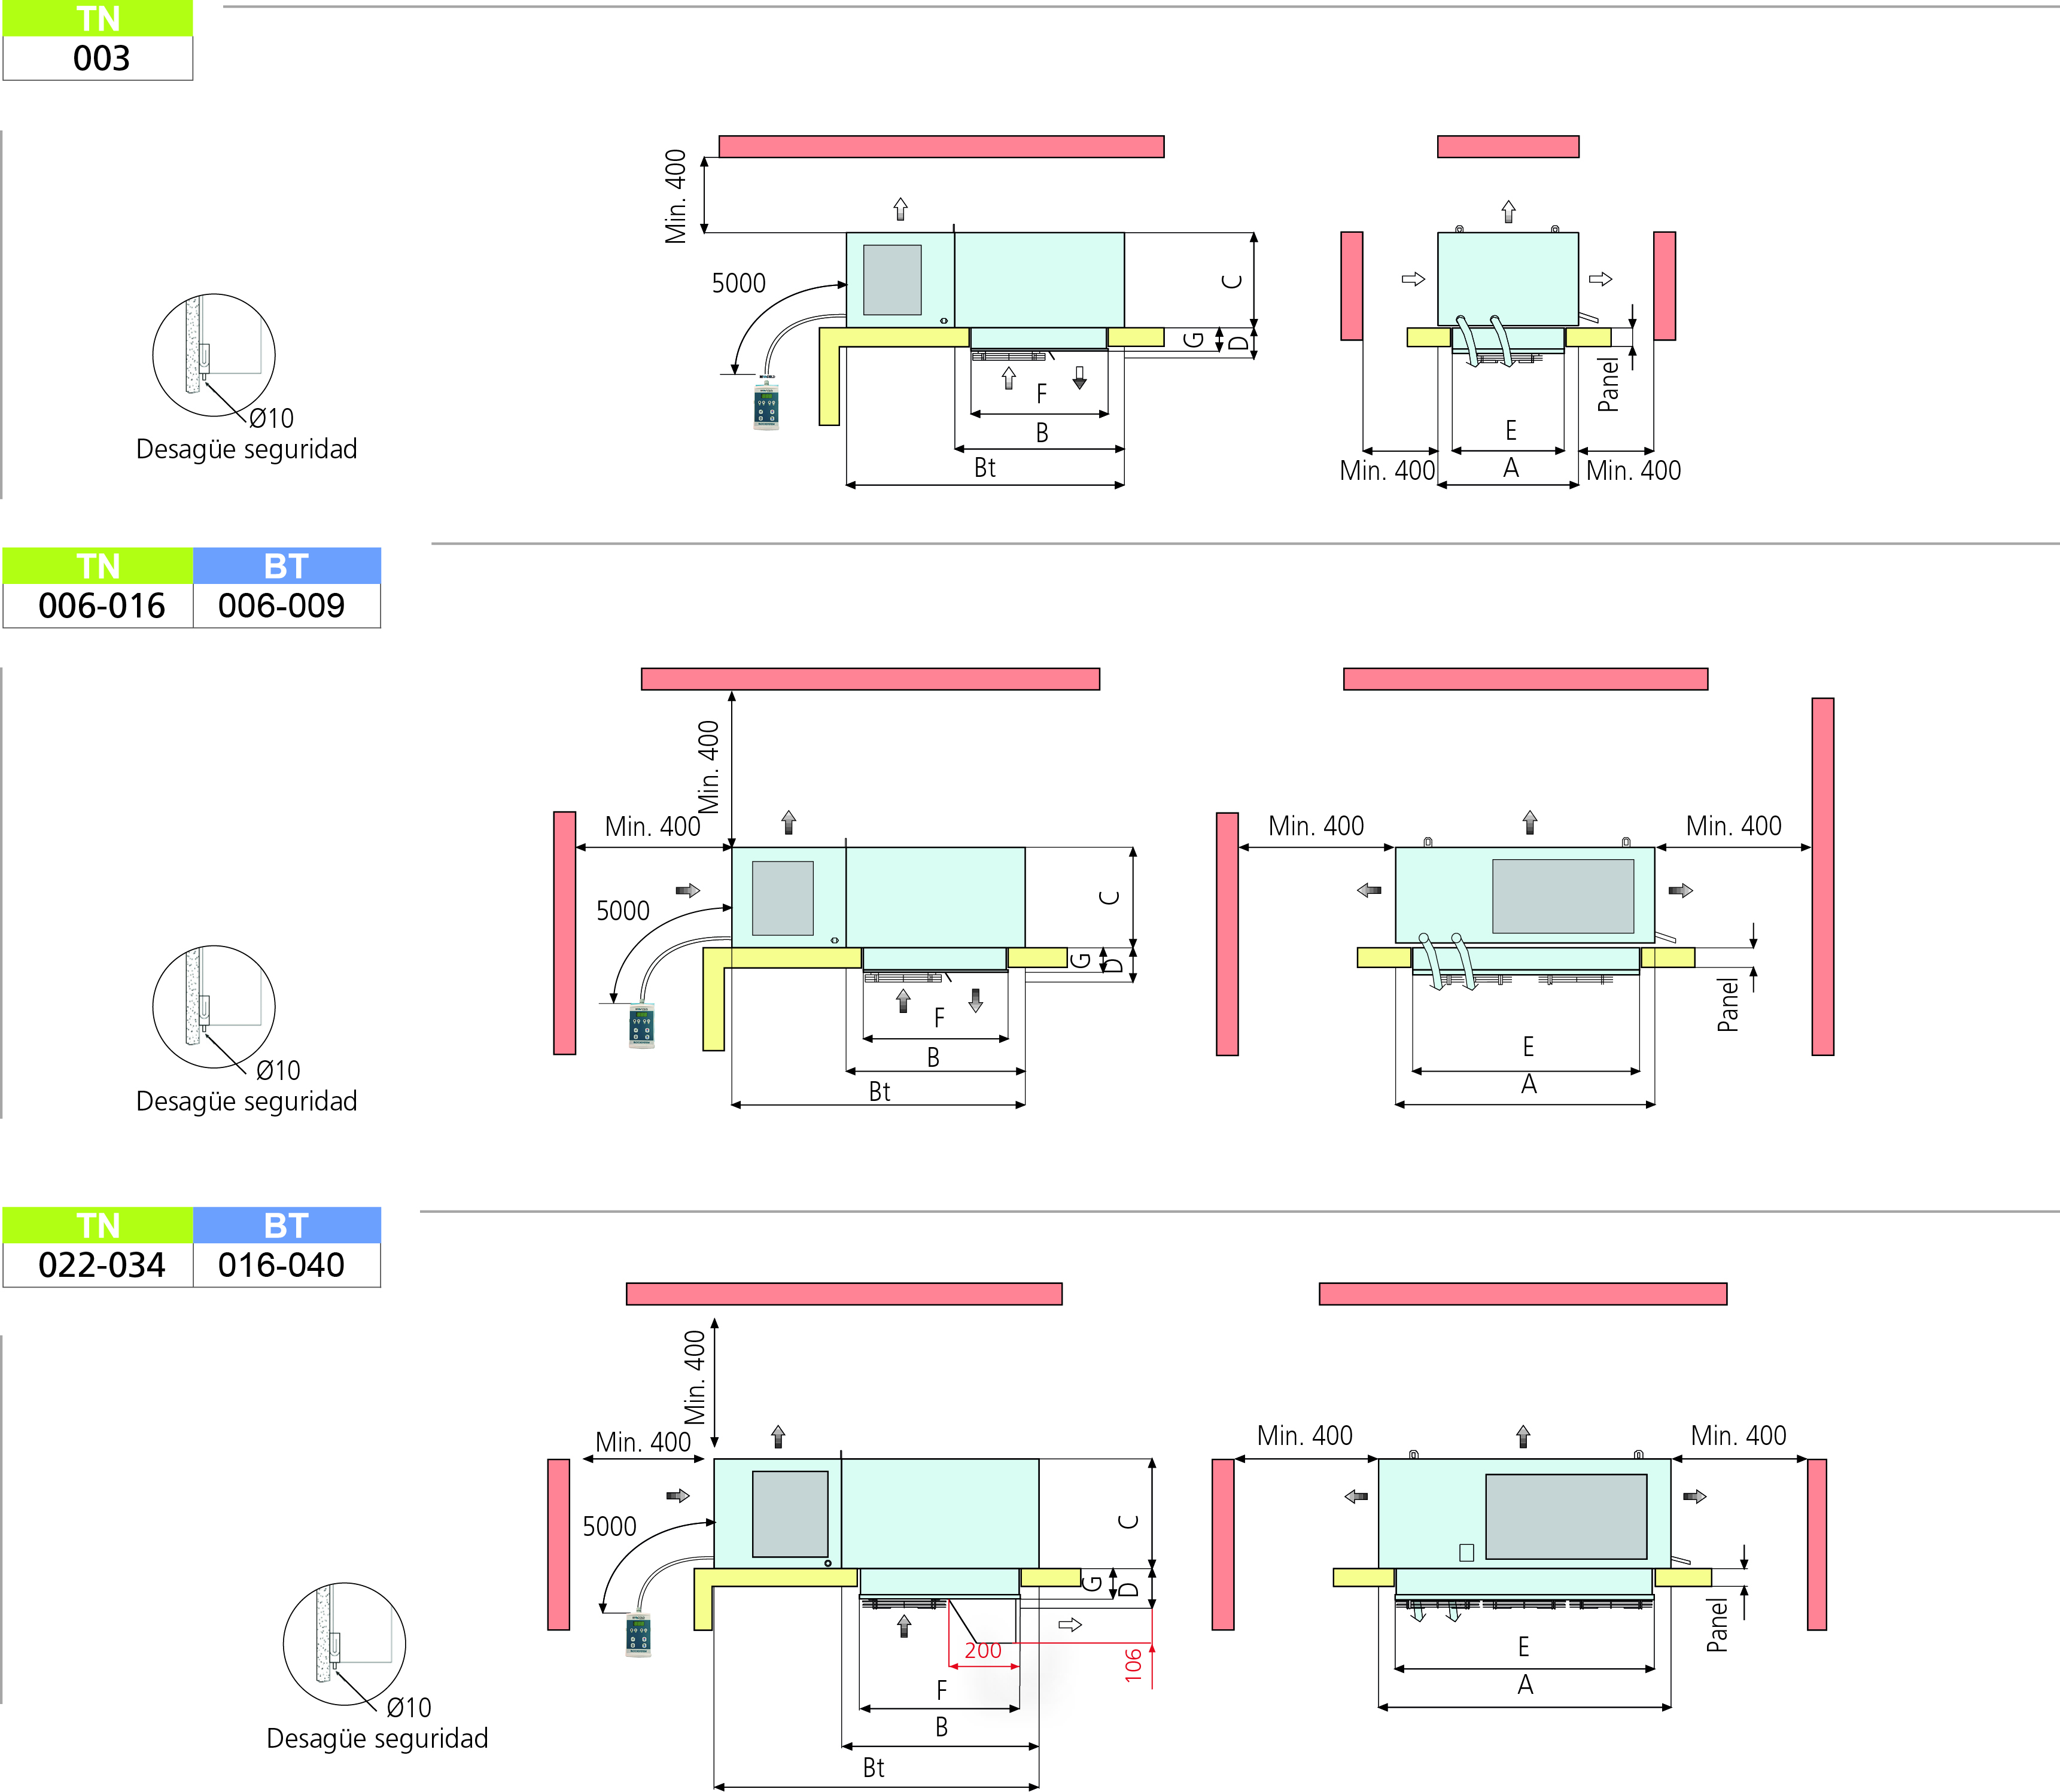 TN
003
Min. 400
5000
C
G
D
F
B
Bt
Panel
E
A
Min. 400
Min. 400
Ø10
Desagüe seguridad
TN BT
006-016 006-009
Min. 400
Min. 400
5000
C
G
D
F
B
Bt
Min. 400
Min. 400
Panel
E
A
Ø10
Desagüe seguridad
TN BT
022-034 016-040
Min. 400
Min. 400
5000
C
G
D
200
106
F
B
Bt
Min. 400
Min. 400
Panel
E
A
Ø10
Desagüe seguridad